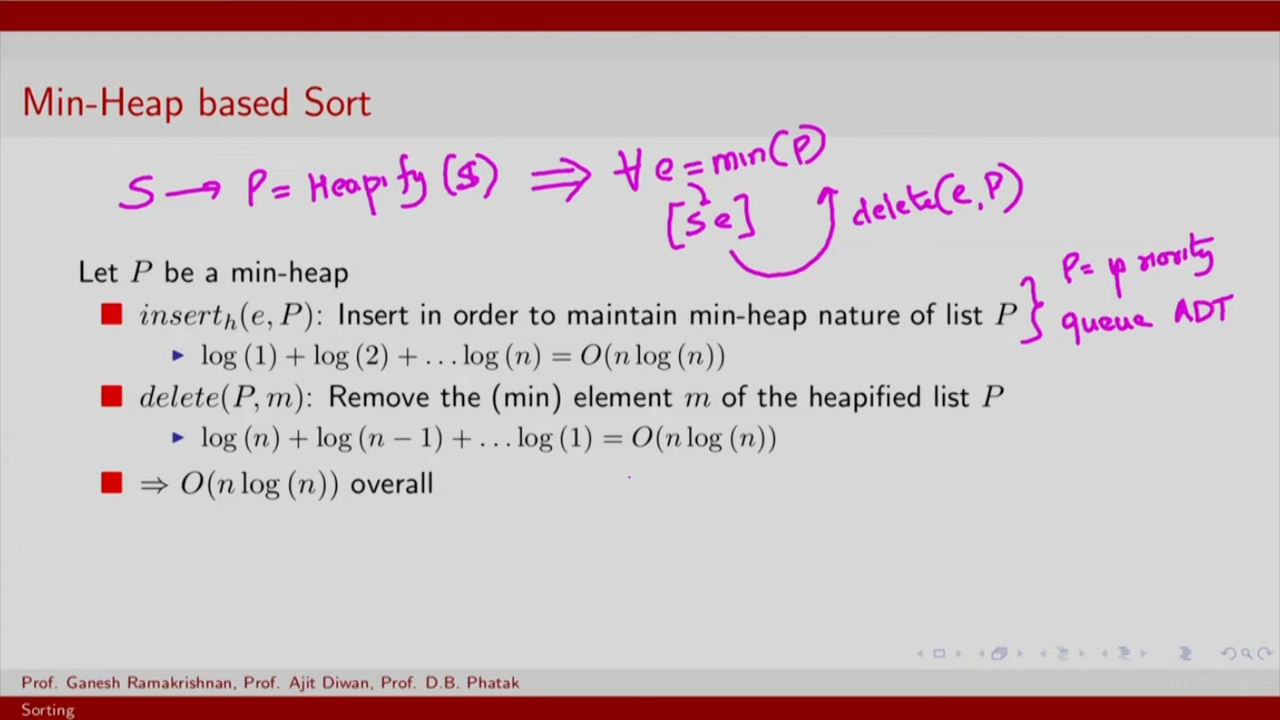 Min-Heap based Sort
S → P = Heapify (S) ⇒ ∀ e = min(P)
[S e] delete(e, P)
Let P be a min-heap
P = priority
insert_h(e, P): Insert in order to maintain min-heap nature of list P
queue ADT
log (1) + log (2) + . . . log (n) = O(n log (n))
delete(P, m): Remove the (min) element m of the heapified list P
log (n) + log (n − 1) + . . . log (1) = O(n log (n))
⇒ O(n log (n)) overall
Prof. Ganesh Ramakrishnan, Prof. Ajit Diwan, Prof. D.B. Phatak
Sorting